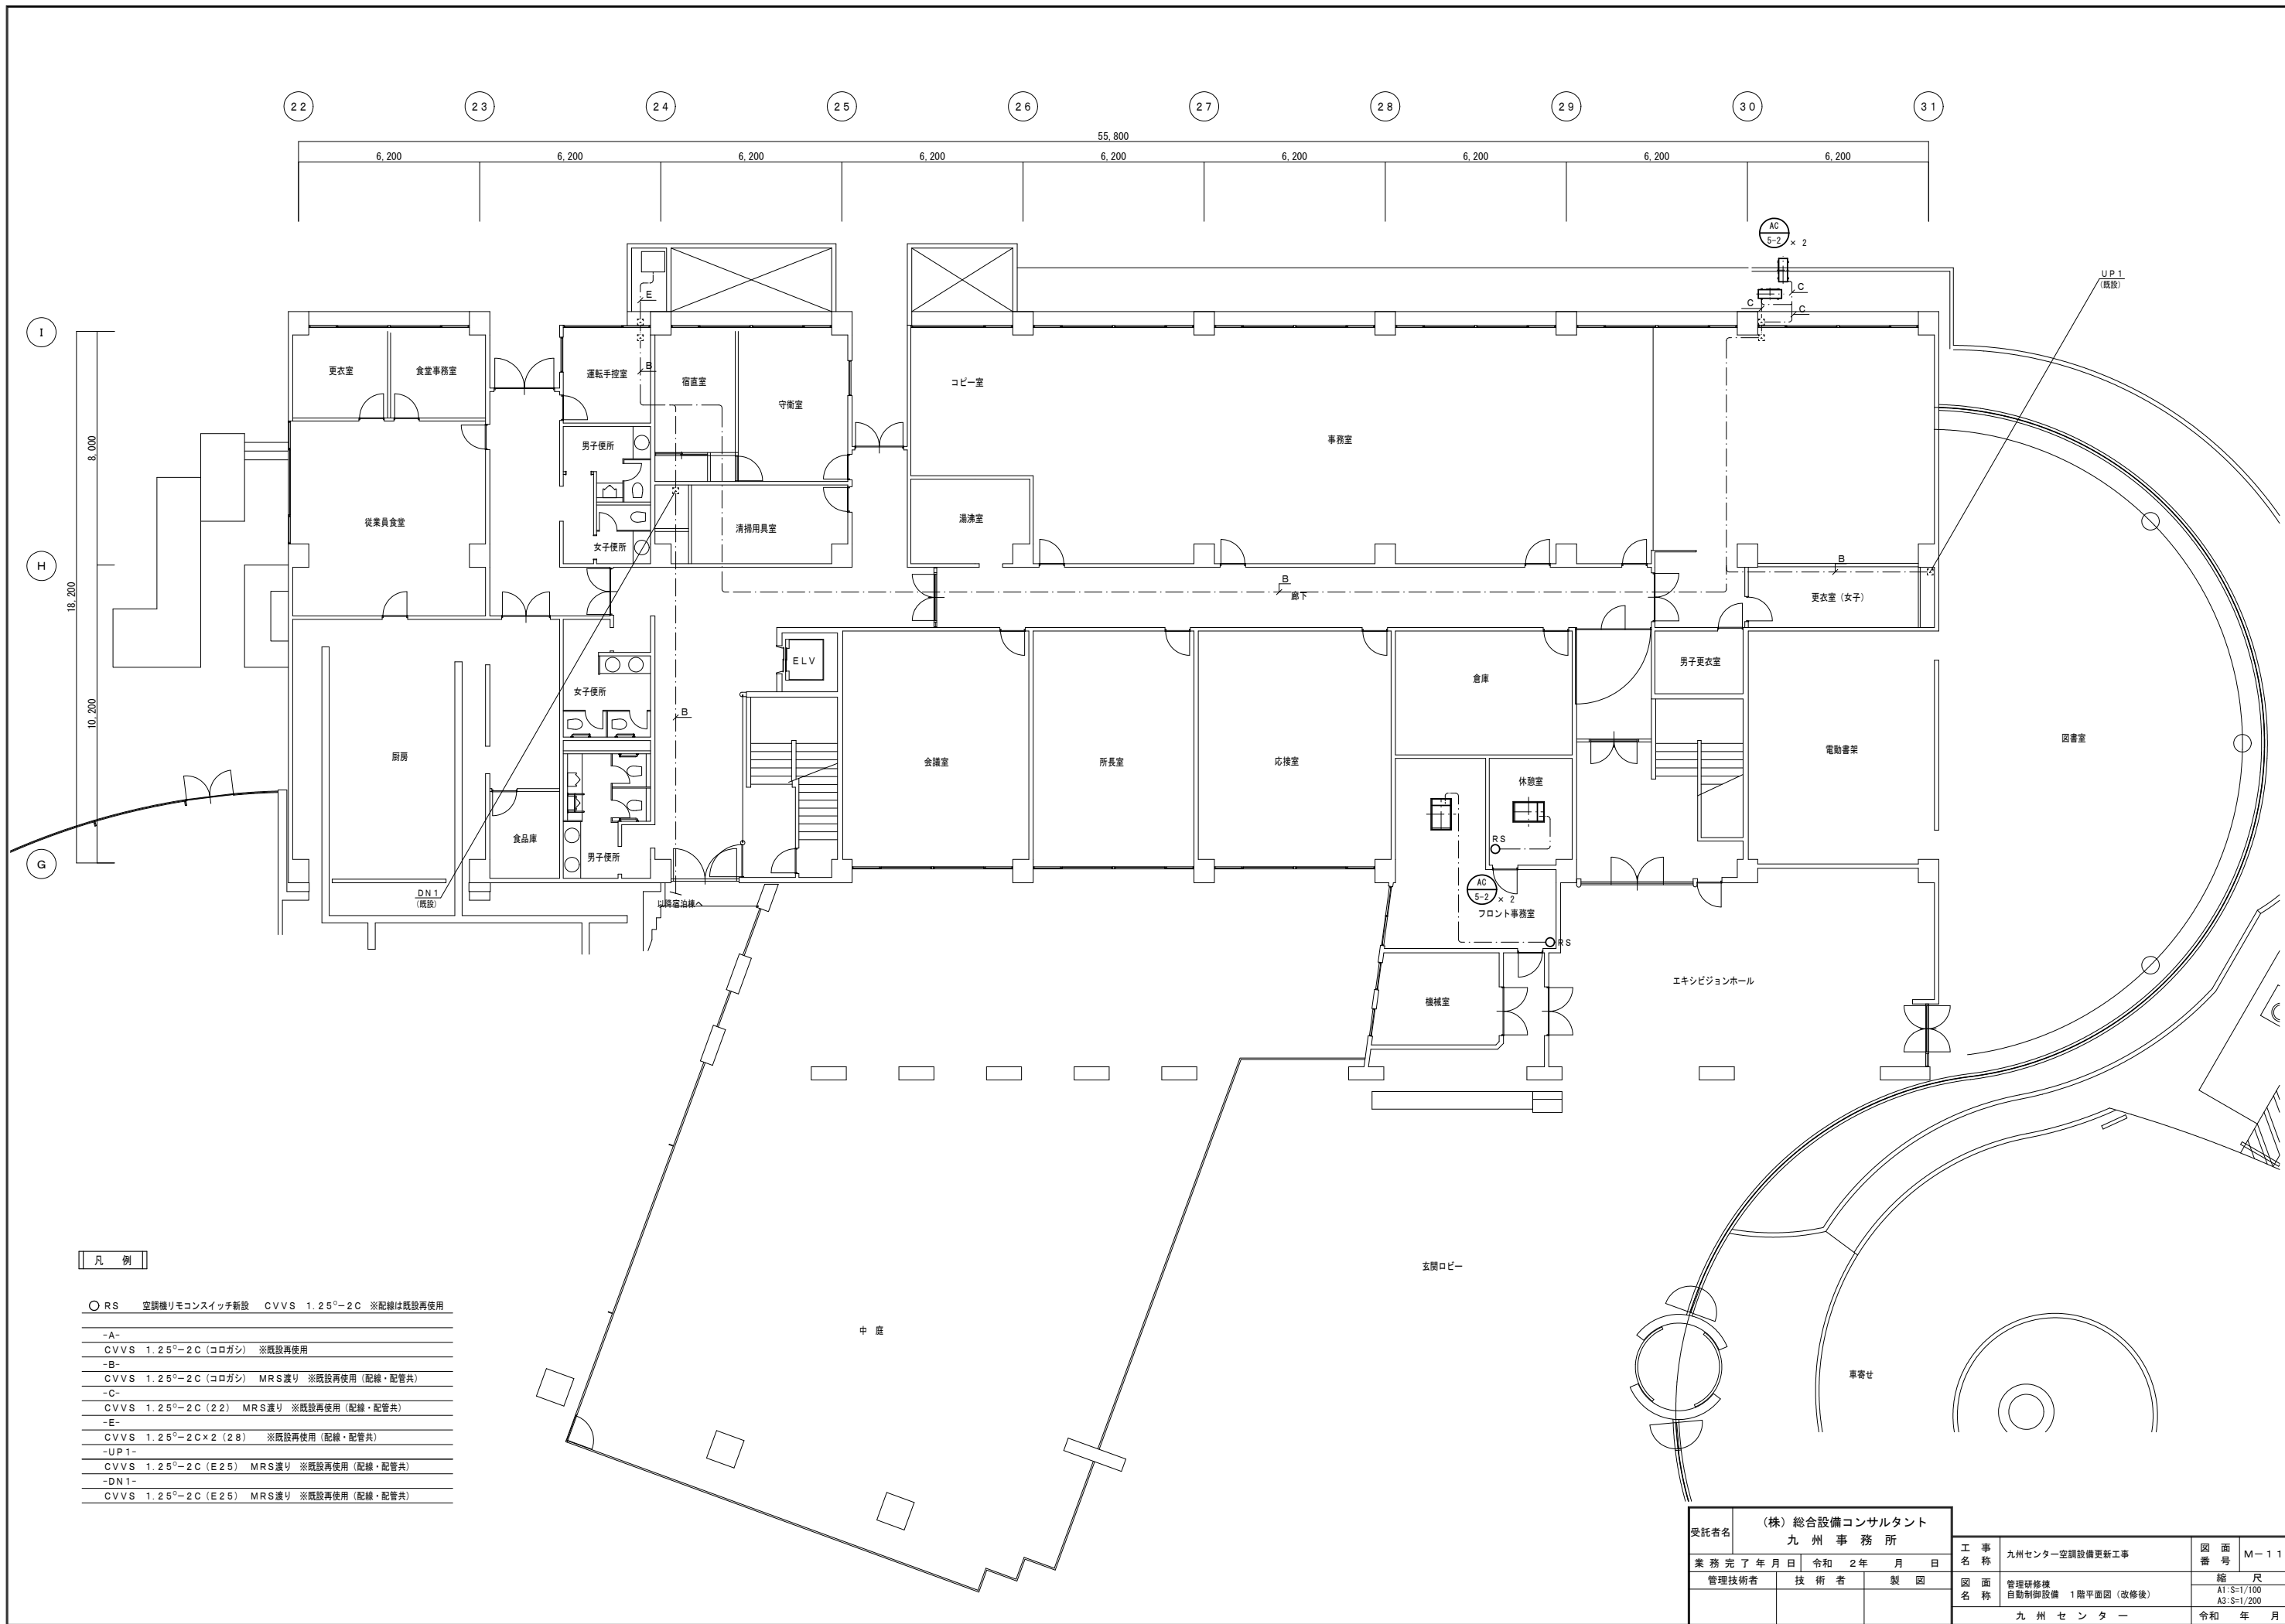 22 23 24 25 26 27 28 29 30 31
55,800
6,200 6,200 6,200 6,200 6,200 6,200 6,200 6,200 6,200
AC
5-2 × 2
UP1
(既設)
E
C
C
C
I
更衣室
食堂事務室
運転手控室
B
宿直室
守衛室
コピー室
事務室
8,000
男子便所
従業員食堂
清掃用具室
湯沸室
女子便所
H
18,200
B
B
廊下
更衣室(女子)
ELV
男子更衣室
倉庫
女子便所
10,200
B
厨房
会議室
所長室
応接室
電動書架
図書室
休憩室
食品庫
RS
男子便所
G
DN1
(既設)
以降宿泊棟へ
AC
5-2 × 2
フロント事務室
RS
機械室
エキシビジョンホール
玄関ロビー
中 庭
車寄せ
凡 例
○RS 空調機リモコンスイッチ新設 CVVS 1.25□-2C ※配線は既設再使用
-A-
CVVS 1.25□-2C(コロガシ) ※既設再使用
-B-
CVVS 1.25□-2C(コロガシ) MRS渡り ※既設再使用(配線・配管共)
-C-
CVVS 1.25□-2C(22) MRS渡り ※既設再使用(配線・配管共)
-E-
CVVS 1.25□-2C×2(28) ※既設再使用(配線・配管共)
-UP1-
CVVS 1.25□-2C(E25) MRS渡り ※既設再使用(配線・配管共)
-DN1-
CVVS 1.25□-2C(E25) MRS渡り ※既設再使用(配線・配管共)
受託者名
(株)総合設備コンサルタント
九 州 事 務 所
業務完了年月日 令和 2年 月 日
管理技術者 技 術 者 製 図
工 事
名 称
九州センター空調設備更新工事
図 面
番 号
M-11
図 面
名 称
管理研修棟
自動制御設備 1階平面図(改修後)
縮 尺
A1:S=1/100
A3:S=1/200
九 州 セ ン タ ー
令和 年 月